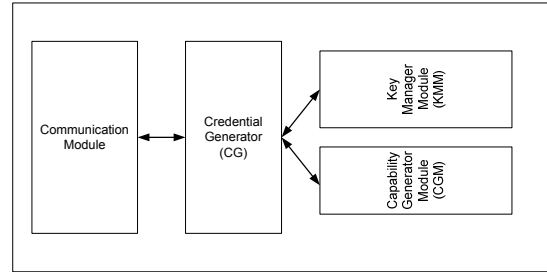 Communication
Module
Credential
Generator
(CG)
Key
Manager
Module
(KMM)
Capability
Generator
Module
(CGM)